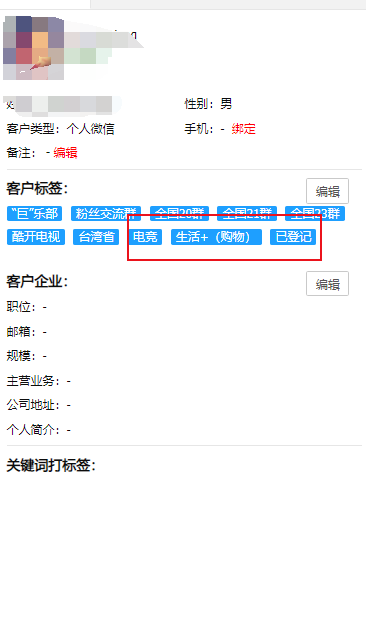 性别：男
客户类型：个人微信
手机：- 绑定
备注：- 编辑
客户标签：
编辑
“巨”乐部 粉丝交流群 全国20群 全国21群 全国23群
酷开电视 台湾省 电竞 生活+（购物） 已登记
客户企业：
编辑
职位：-
邮箱：-
规模：-
主营业务：-
公司地址：-
个人简介：-
关键词打标签：